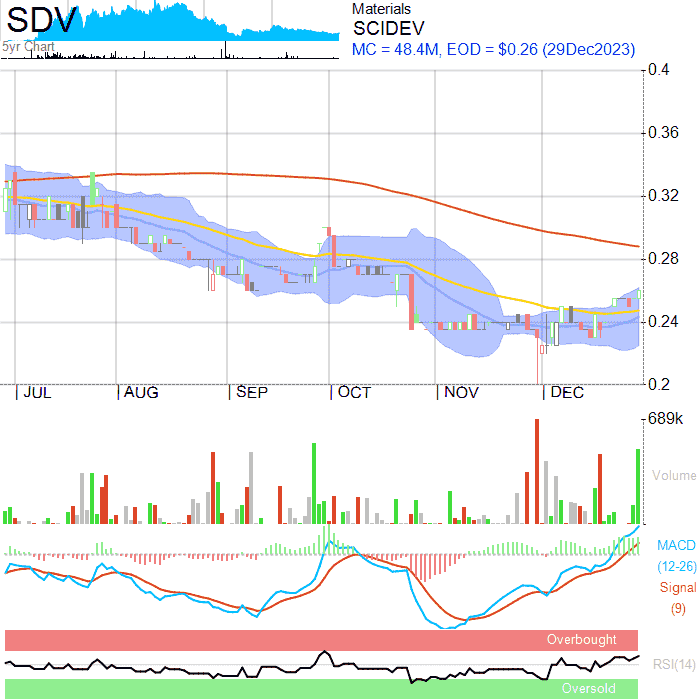 SDV
5yr Chart
Materials
SCIDEV
MC = 48.4M, EOD = $0.26 (29Dec2023)
0.4
0.36
0.32
0.28
0.24
0.2
JUL AUG SEP OCT NOV DEC
689k
Volume
MACD
(12-26)
Signal
(9)
Overbought
RSI(14)
Oversold